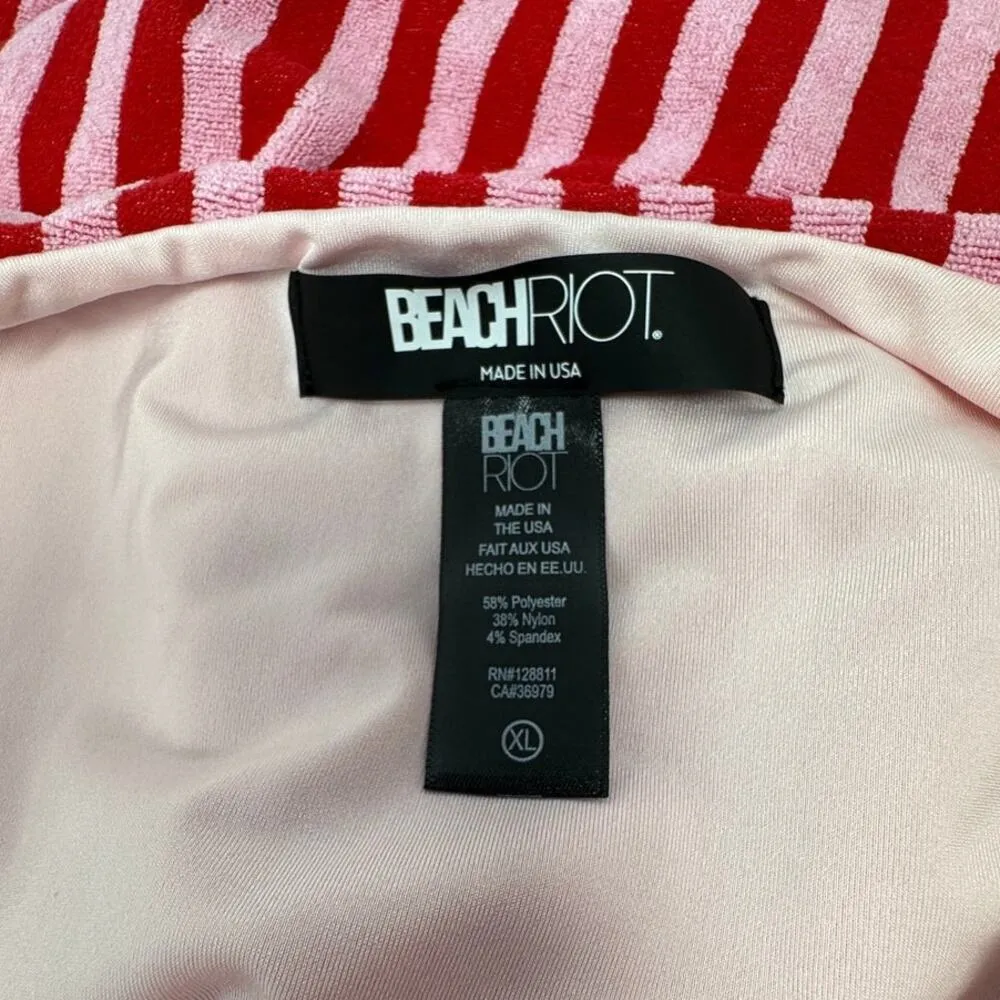 BEACHRIOT®
MADE IN USA
BEACH
RIOT
MADE IN
THE USA
FAIT AUX USA
HECHO EN EE.UU.
58% Polyester
38% Nylon
4% Spandex
RN#128811
CA#36979
XL